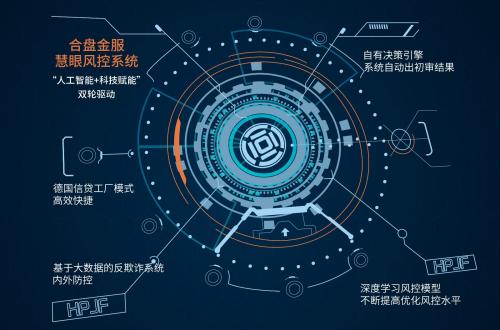 合盘金服
慧眼风控系统
“人工智能+科技赋能”
双轮驱动
自有决策引擎
系统自动出初审结果
德国信贷工厂模式
高效快捷
基于大数据的反欺诈系统
内外防控
HPJF
深度学习风控模型
不断提高优化风控水平
HPJF